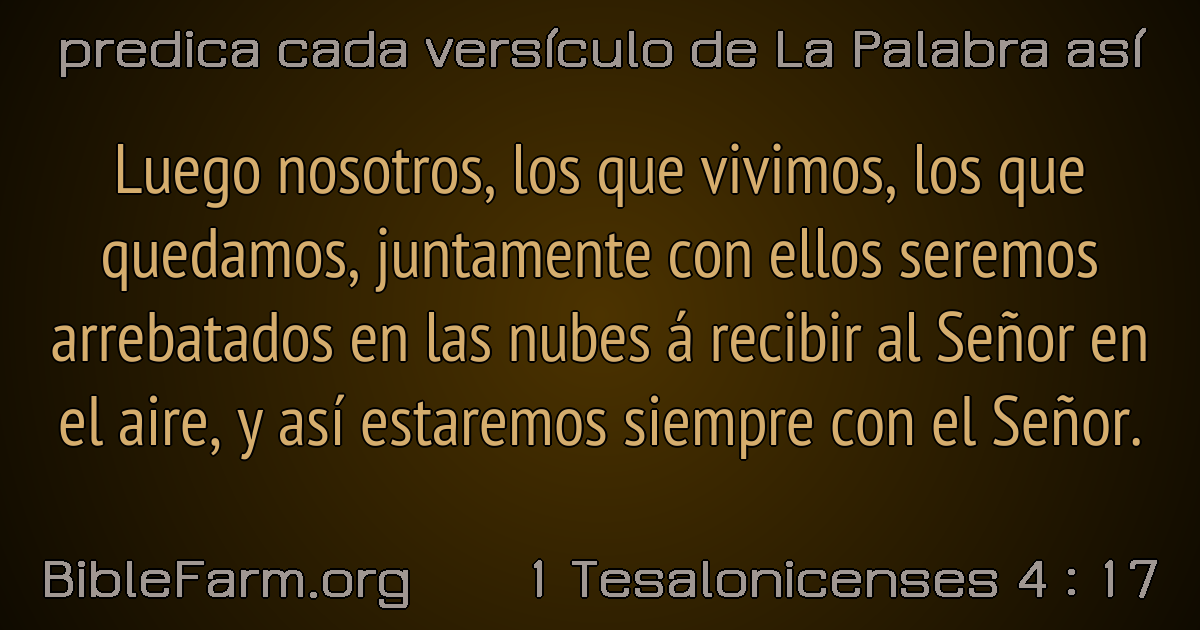 predica cada versículo de La Palabra así
Luego nosotros, los que vivimos, los que
quedamos, juntamente con ellos seremos
arrebatados en las nubes á recibir al Señor en
el aire, y así estaremos siempre con el Señor.
BibleFarm.org 1 Tesalonicenses 4 : 17